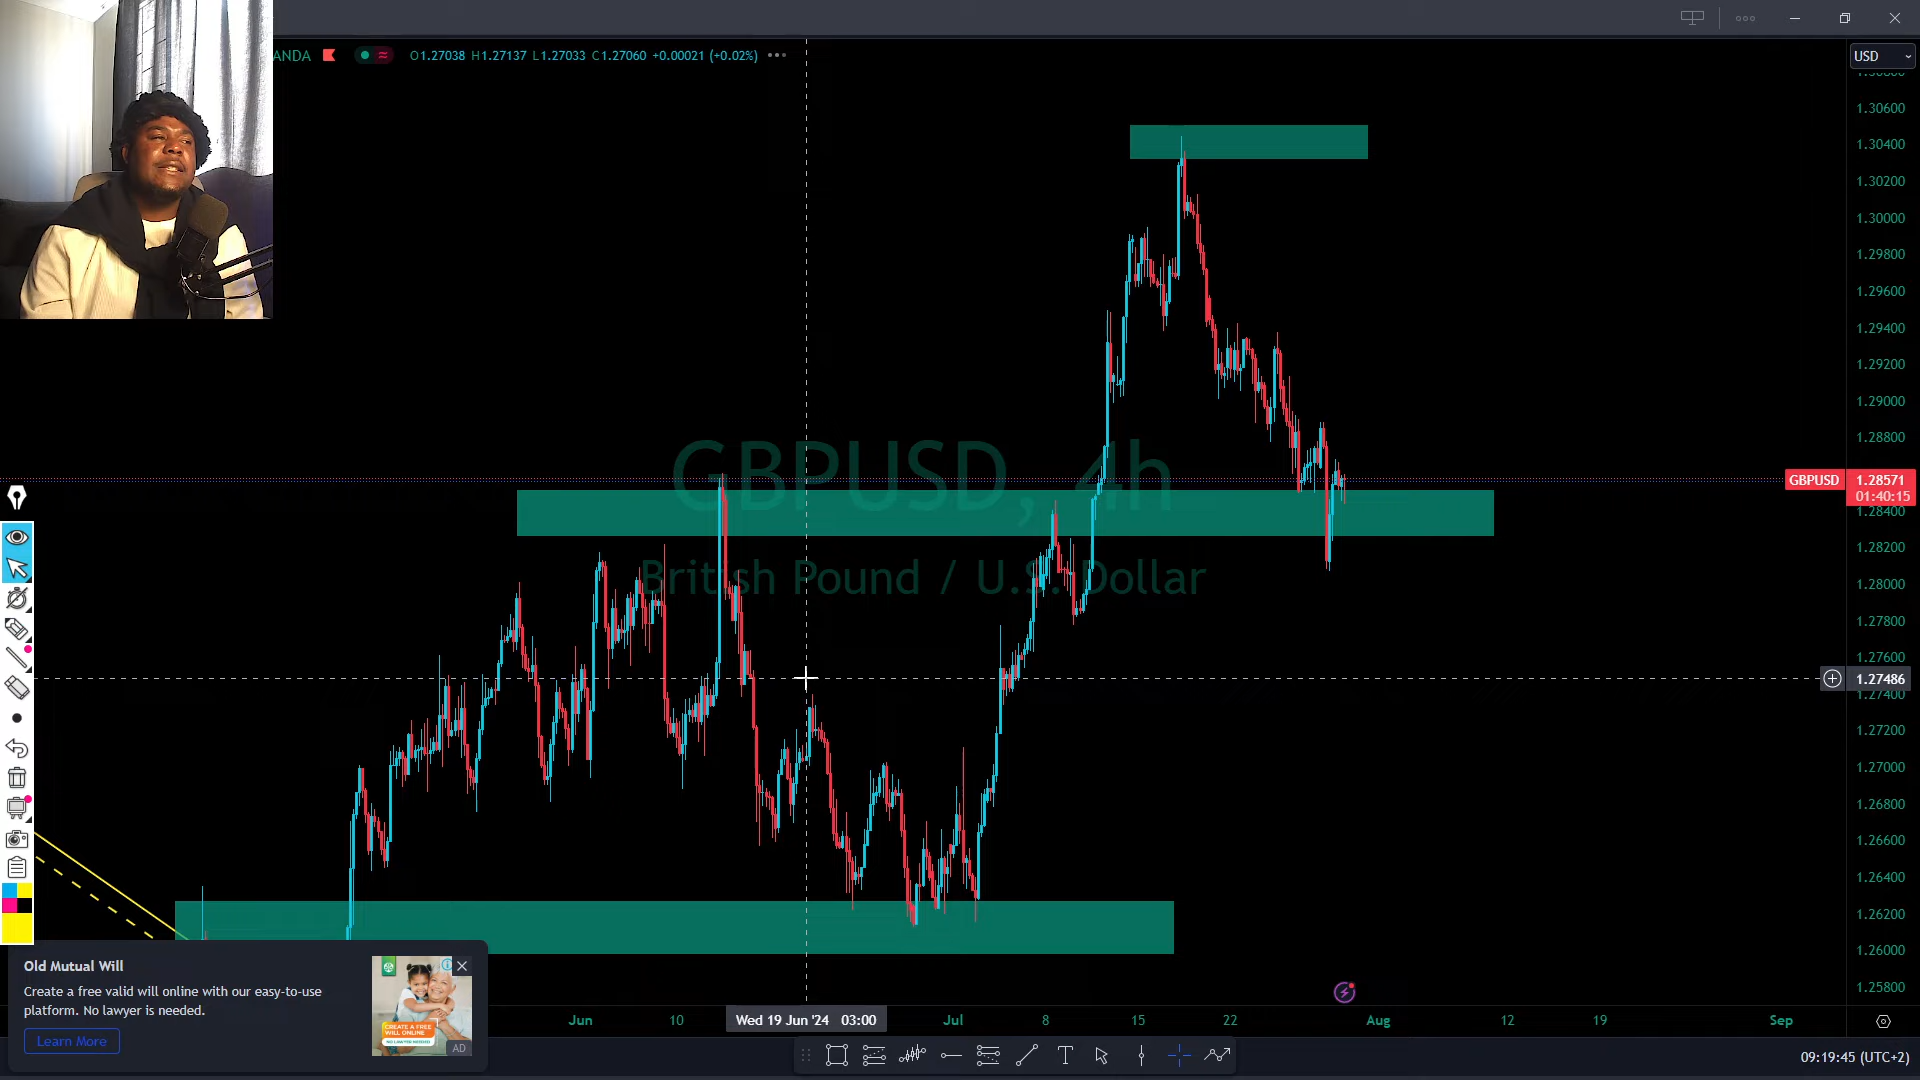 ANDA O1.27038 H1.27137 L1.27033 C1.27060 +0.00021 (+0.02%)
USD
1.30600
1.30400
1.30200
1.30000
1.29800
1.29600
1.29400
1.29200
1.29000
1.28800
GBPUSD 1.28571
01:40:15
1.28400
1.28200
1.28000
1.27800
1.27600
1.27486
1.27400
1.27200
1.27000
1.26800
1.26600
1.26400
1.26200
1.26000
1.25800
GBPUSD, 4h
British Pound / U.S. Dollar
Old Mutual Will
Create a free valid will online with our easy-to-use
platform. No lawyer is needed.
Learn More
CREATE A FREE
WILL ONLINE
AD
Jun 10 Wed 19 Jun '24 03:00 Jul 8 15 22 Aug 12 19 Sep
09:19:45 (UTC+2)